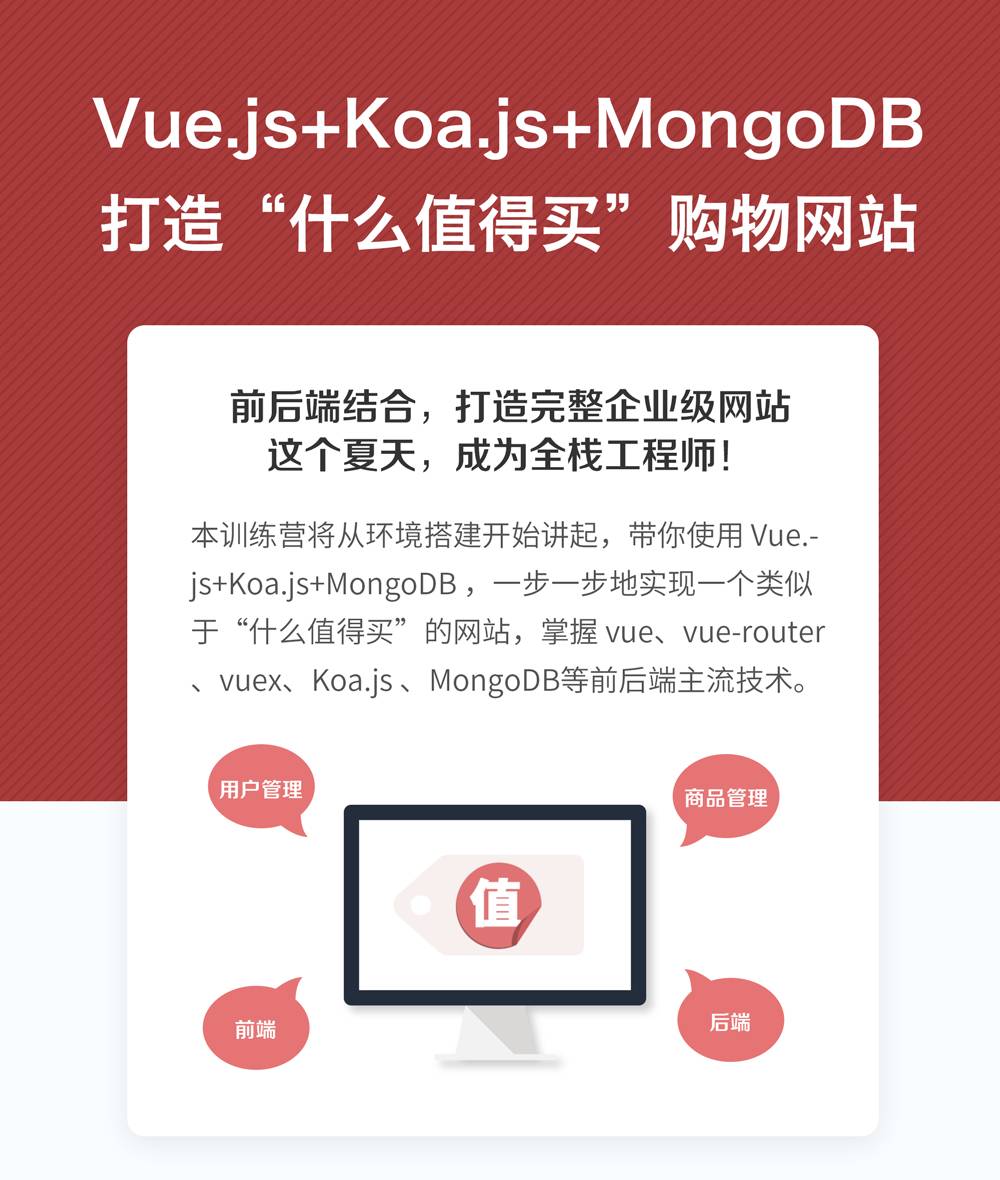 Vue.js+Koa.js+MongoDB
打造“什么值得买”购物网站
前后端结合，打造完整企业级网站
这个夏天，成为全栈工程师！
本训练营将从环境搭建开始讲起，带你使用 Vue.-
js+Koa.js+MongoDB ，一步一步地实现一个类似
于“什么值得买”的网站，掌握 vue、vue-router
、vuex、Koa.js 、MongoDB等前后端主流技术。
用户管理
商品管理
值
前端
后端